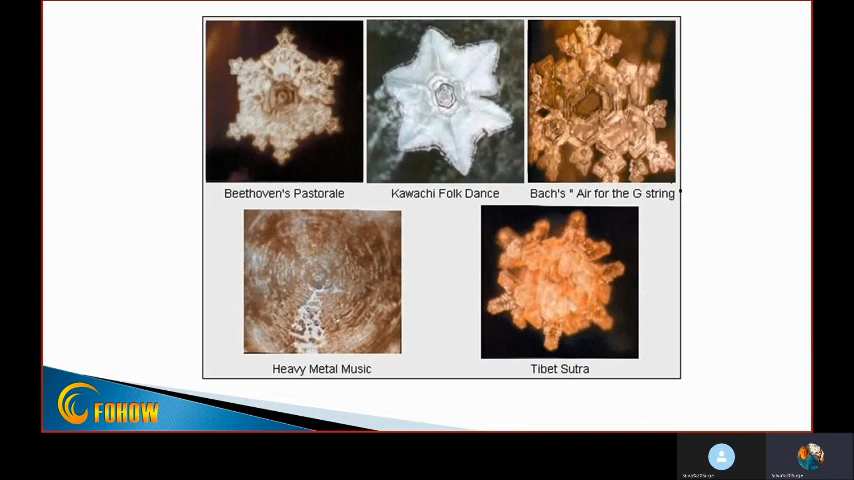 Beethoven's Pastorale
Kawachi Folk Dance
Bach's " Air for the G string "
Heavy Metal Music
Tibet Sutra
FOHOW